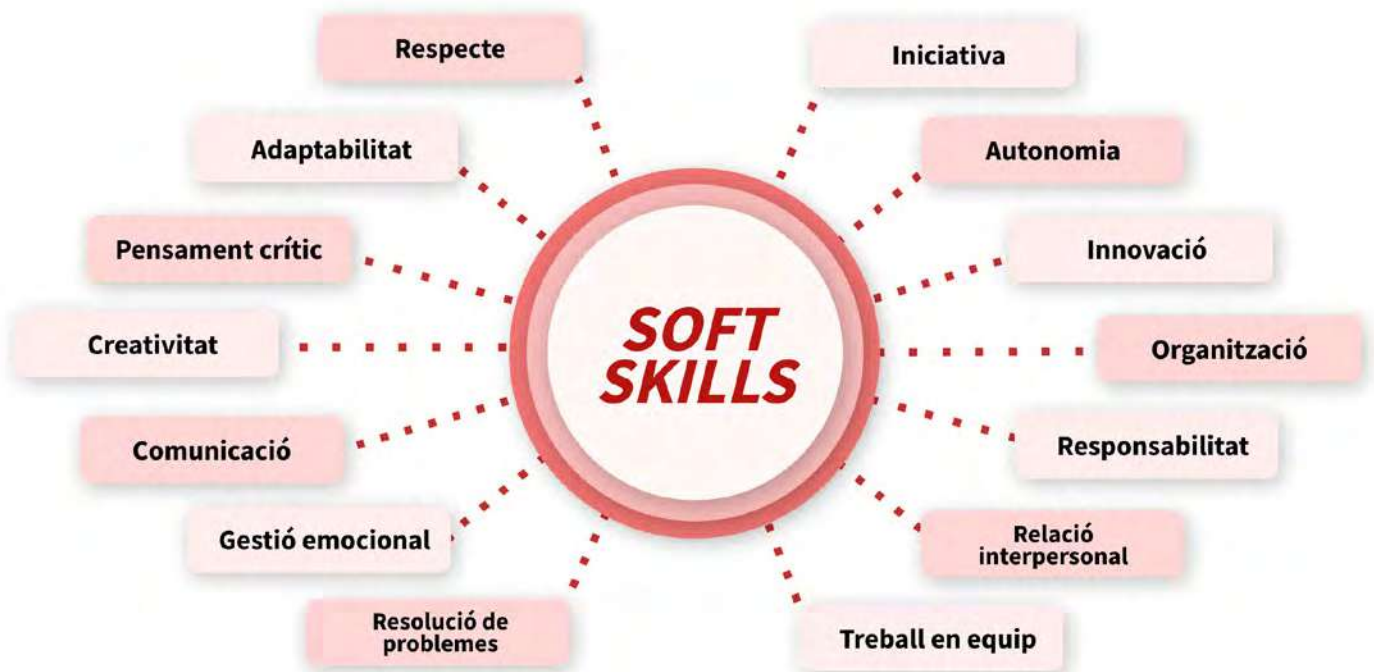 Respecte
Iniciativa
Adaptabilitat
Autonomia
Pensament crític
Innovació
Creativitat
SOFT
SKILLS
Organització
Comunicació
Responsabilitat
Gestió emocional
Relació
interpersonal
Resolució de
problemes
Treball en equip